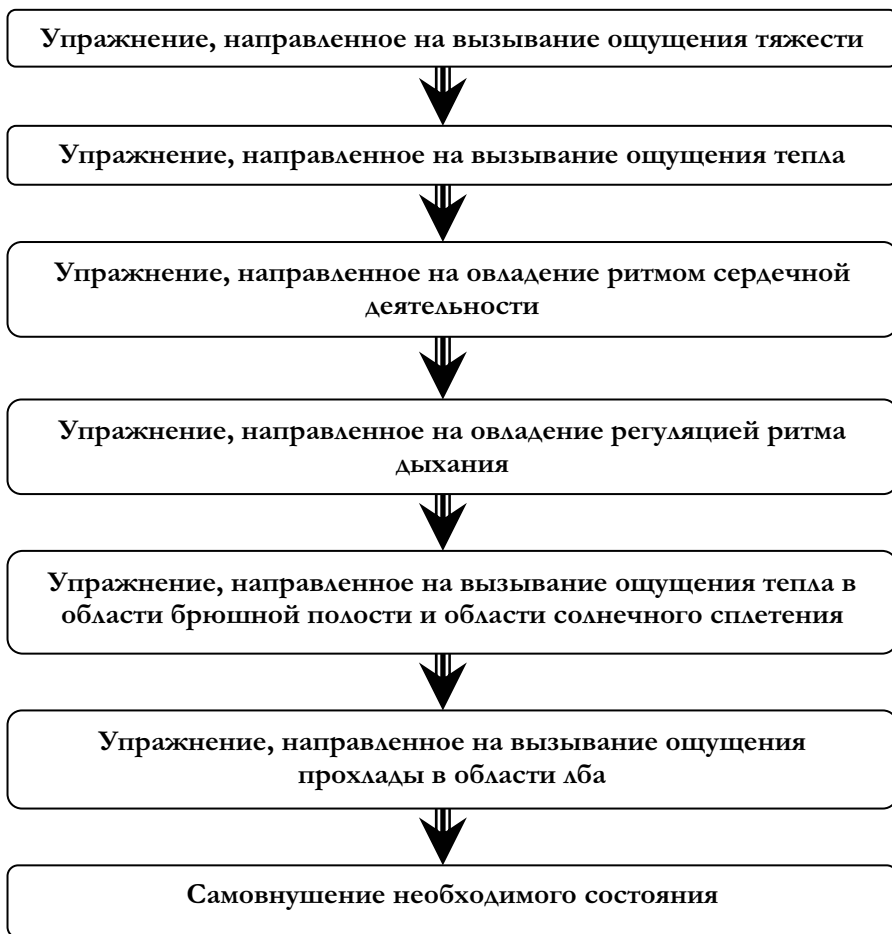 Упражнение, направленное на вызывание ощущения тяжести
Упражнение, направленное на вызывание ощущения тепла
Упражнение, направленное на овладение ритмом сердечной
деятельности
Упражнение, направленное на овладение регуляцией ритма
дыхания
Упражнение, направленное на вызывание ощущения тепла в
области брюшной полости и области солнечного сплетения
Упражнение, направленное на вызывание ощущения
прохлады в области лба
Самовнушение необходимого состояния